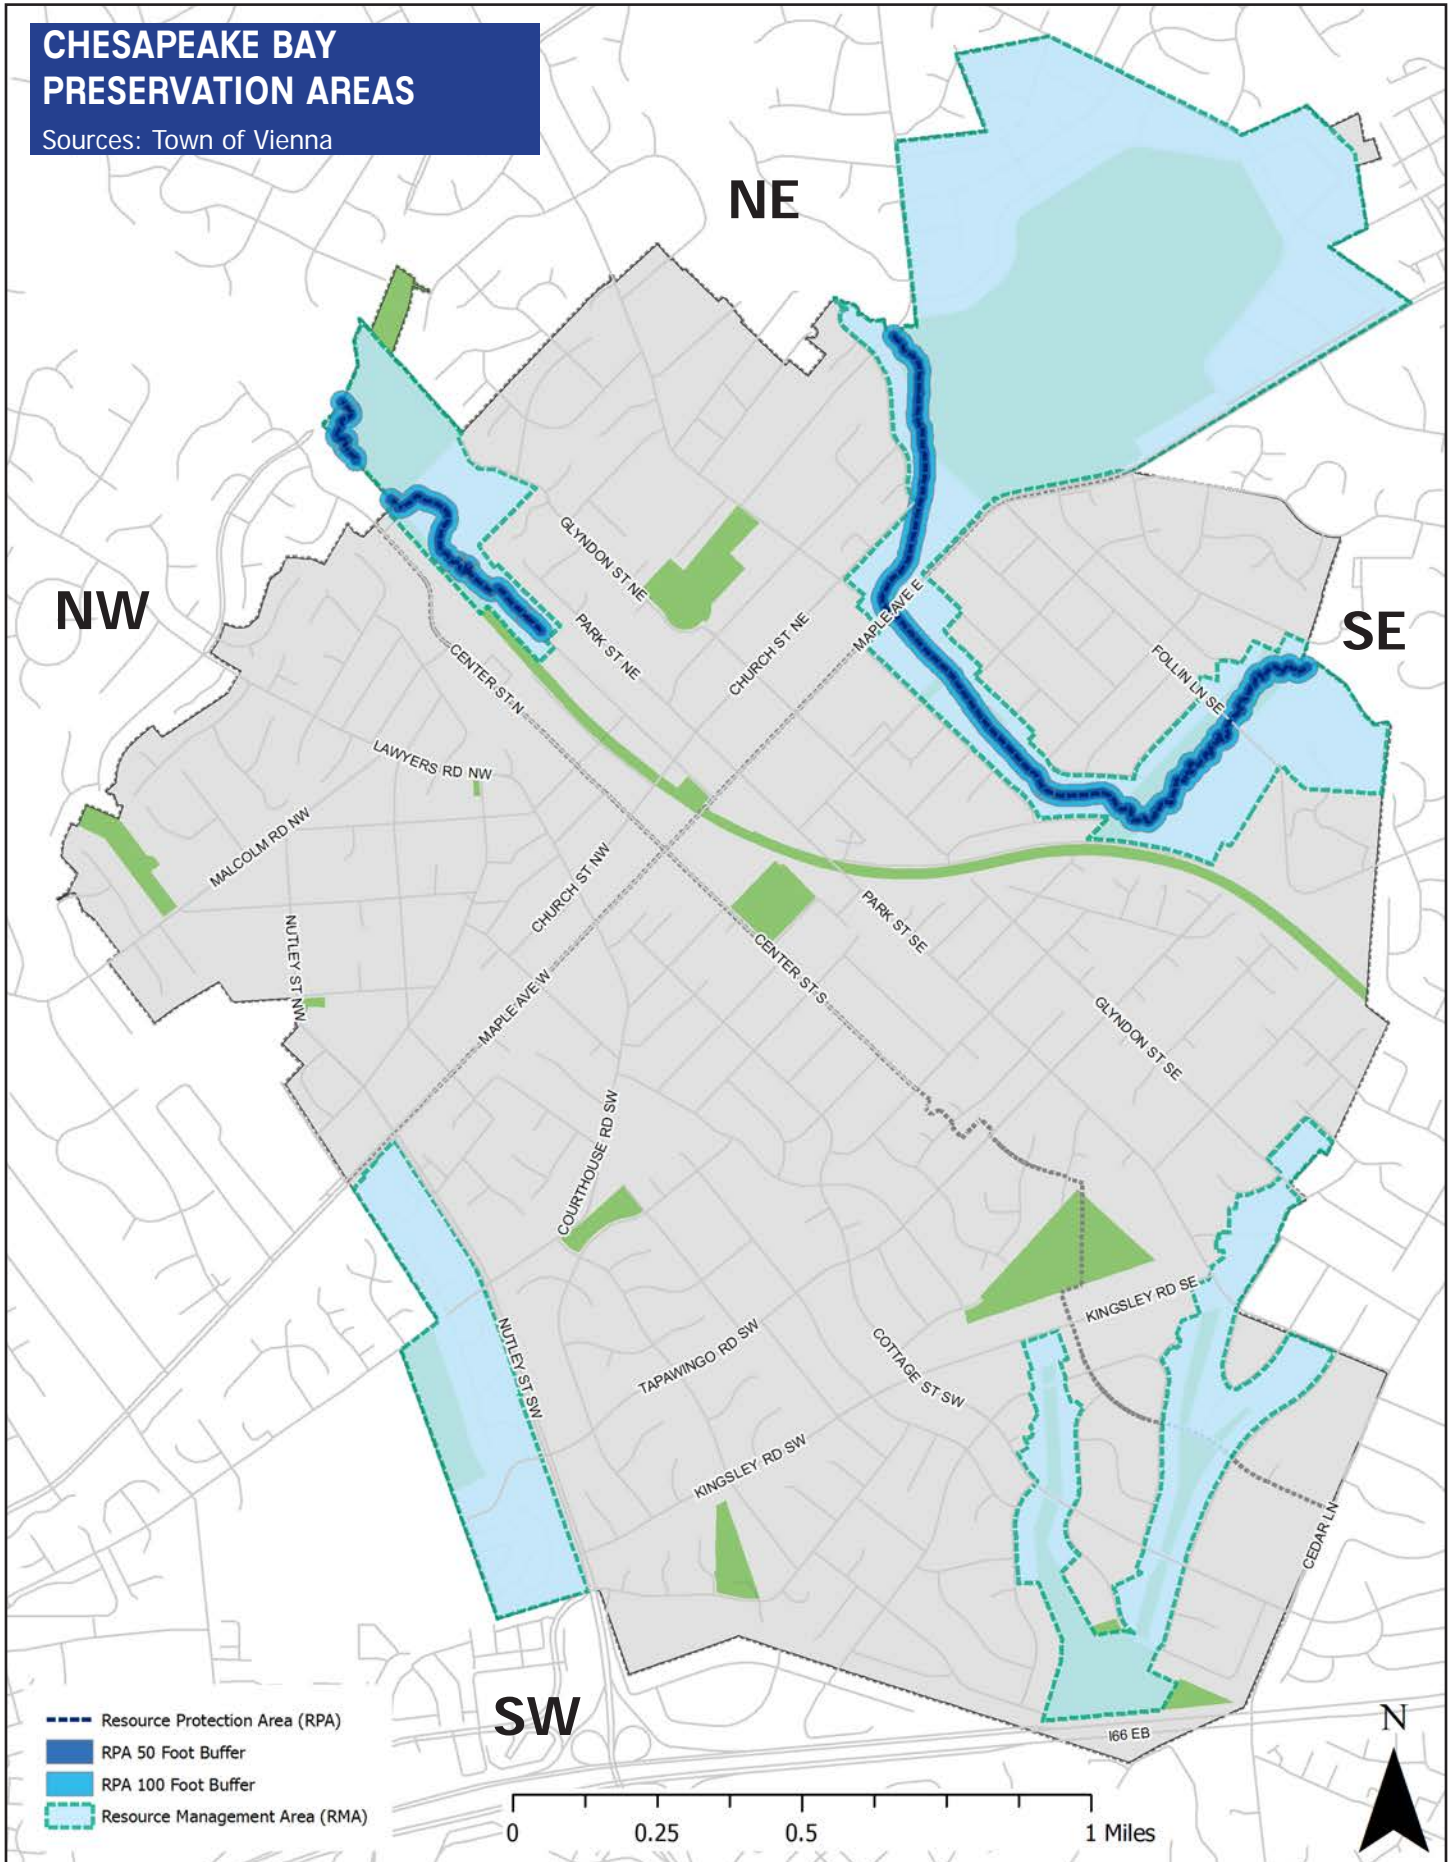 CHESAPEAKE BAY
PRESERVATION AREAS
Sources: Town of Vienna
NE
NW
SE
GLYNDON ST NE
PARK ST NE
CHURCH ST NE
MAPLE AVE E
FOLLIN LN SE
CENTER ST N
LAWYERS RD NW
MALCOLM RD NW
CHURCH ST NW
NUTLEY ST NW
MAPLE AVE W
PARK ST SE
CENTER ST S
GLYNDON ST SE
COURTHOUSE RD SW
KINGSLEY RD SE
NUTLEY ST SW
TAPAWINGO RD SW
COTTAGE ST SW
KINGSLEY RD SW
CEDAR LN
SW
I66 EB
N
Resource Protection Area (RPA)
RPA 50 Foot Buffer
RPA 100 Foot Buffer
Resource Management Area (RMA)
0 0.25 0.5 1 Miles